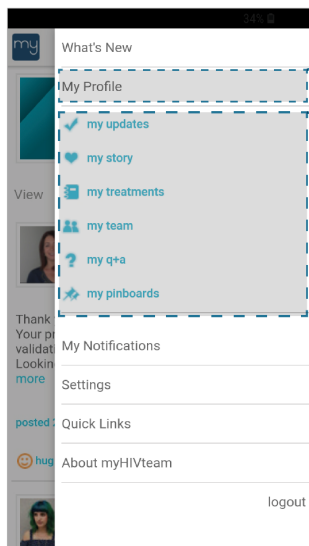 34%
my
What's New
My Profile
my updates
my story
View
my treatments
my team
my q+a
my pinboards
Thank
Your
validati
Lookin
more
My Notifications
Settings
posted
Quick Links
hug
About myHIVteam
logout